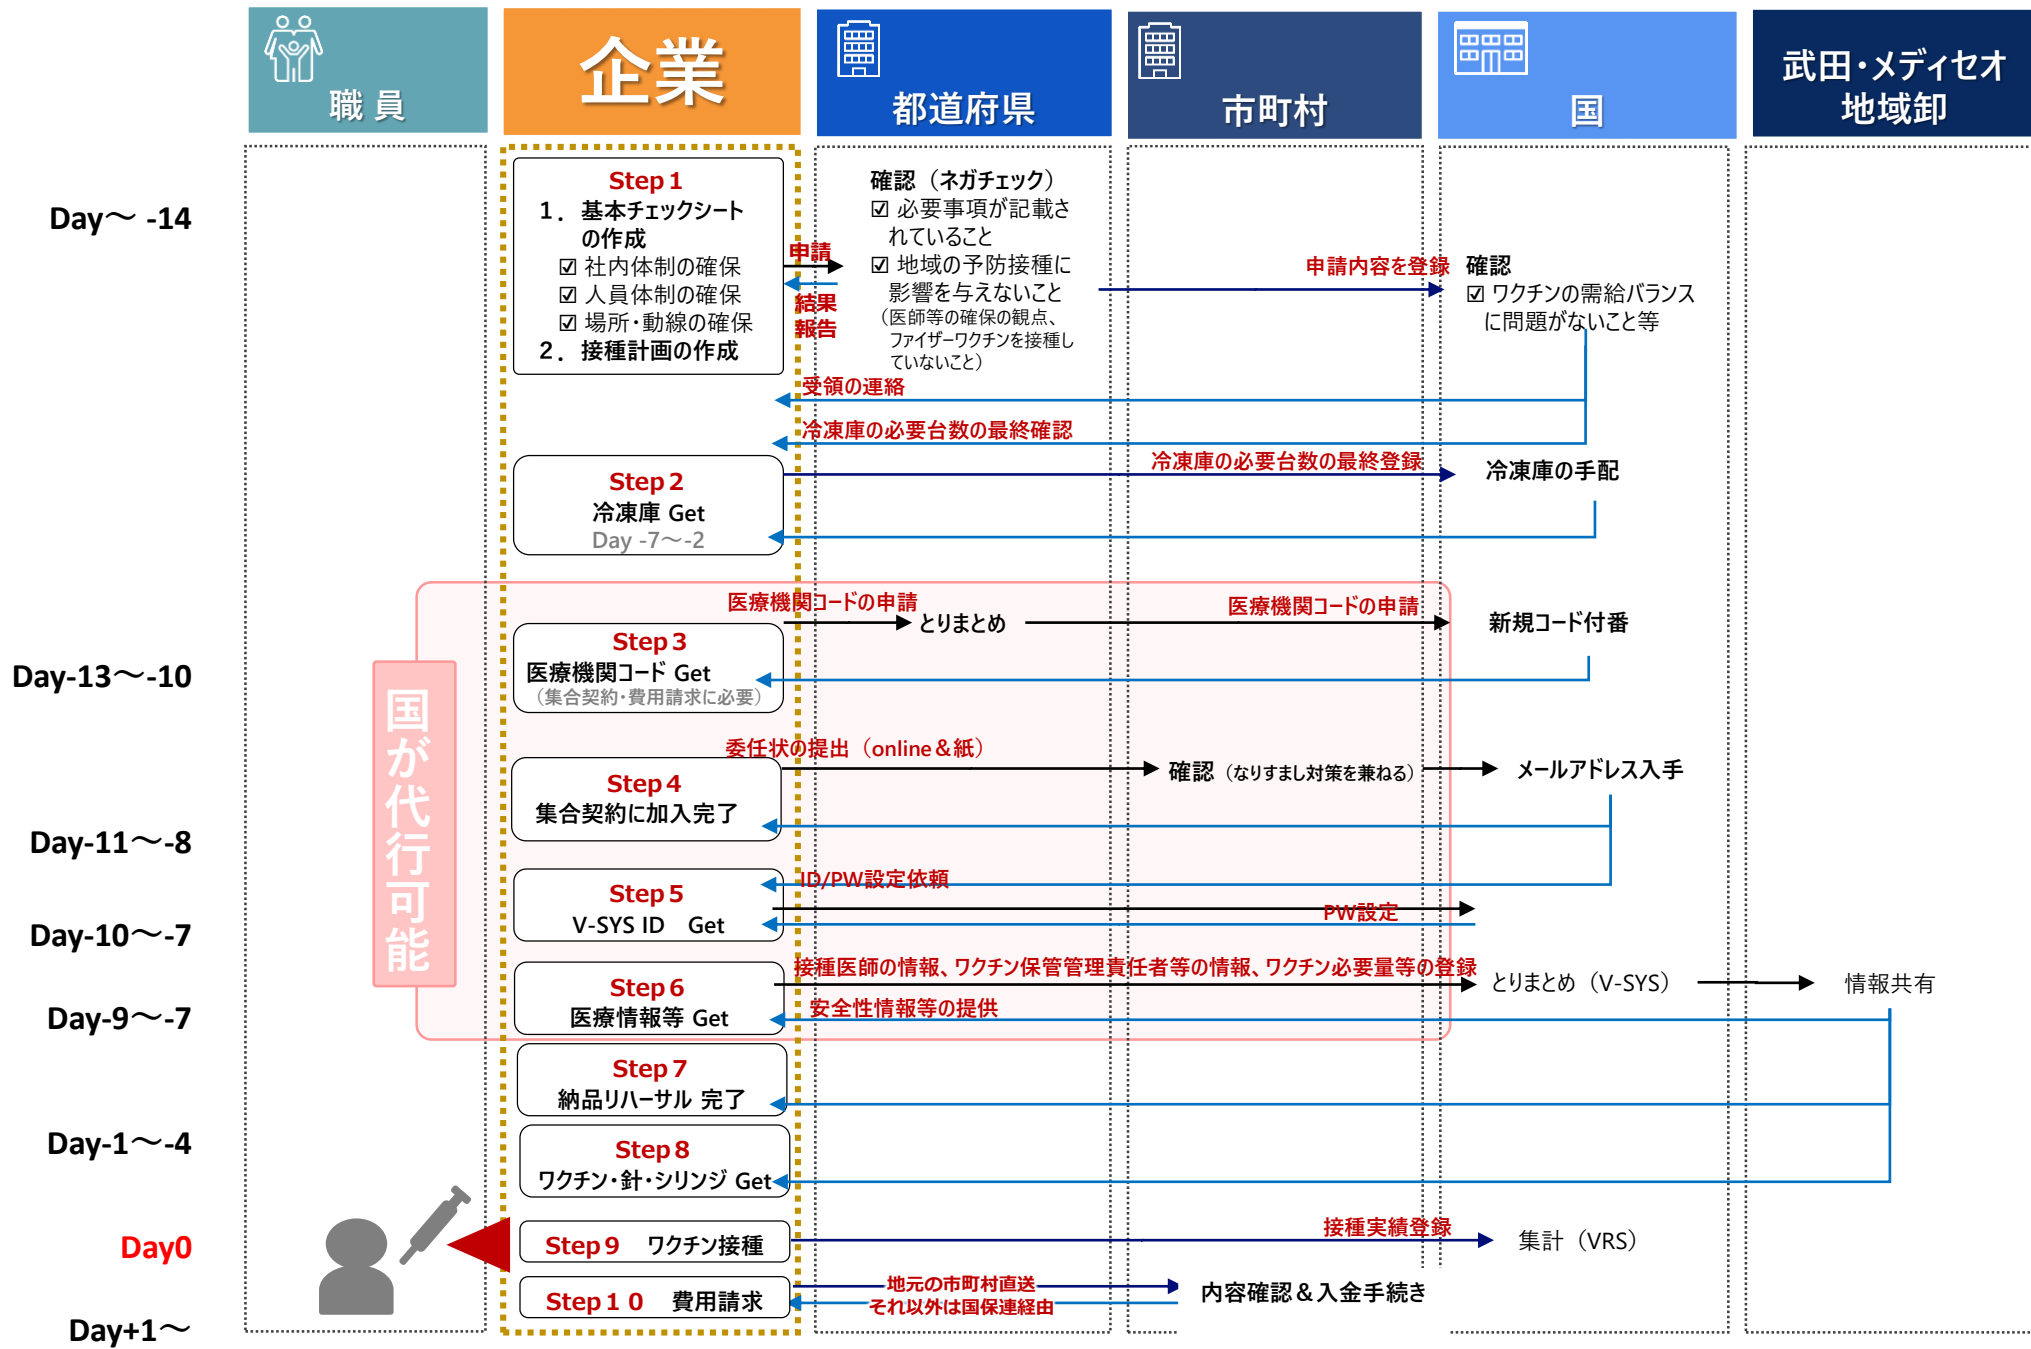 職 員
企業
都道府県
市町村
国
武田・メディセオ
地域卸
Day～ -14
Step1
1. 基本チェックシート
の作成
☑ 社内体制の確保
☑ 人員体制の確保
☑ 場所・動線の確保
2. 接種計画の作成
申請
結果
報告
確認（ネガチェック）
☑ 必要事項が記載さ
れていること
☑ 地域の予防接種に
影響を与えないこと
（医師等の確保の観点、
ファイザーワクチンを接種し
ていないこと）
申請内容を登録
確認
☑ ワクチンの需給バランス
に問題がないこと等
受領の連絡
冷凍庫の必要台数の最終確認
Step2
冷凍庫 Get
Day -7～-2
冷凍庫の必要台数の最終登録
冷凍庫の手配
国が代行可能
Day-13～-10
医療機関コードの申請
とりまとめ
医療機関コードの申請
新規コード付番
Step3
医療機関コード Get
（集合契約・費用請求に必要）
委任状の提出（online＆紙）
確認（なりすまし対策を兼ねる）
メールアドレス入手
Step4
集合契約に加入完了
Day-11～-8
ID/PW設定依頼
Step5
V-SYS ID Get
PW設定
Day-10～-7
接種医師の情報、ワクチン保管管理責任者等の情報、ワクチン必要量等の登録
とりまとめ（V-SYS）
情報共有
Step6
医療情報等 Get
安全性情報等の提供
Day-9～-7
Step7
納品リハーサル 完了
Day-1～-4
Step8
ワクチン・針・シリンジ Get
Day0
Step9 ワクチン接種
接種実績登録
集計（VRS）
Step10 費用請求
地元の市町村直送
それ以外は国保連経由
内容確認＆入金手続き
Day+1～